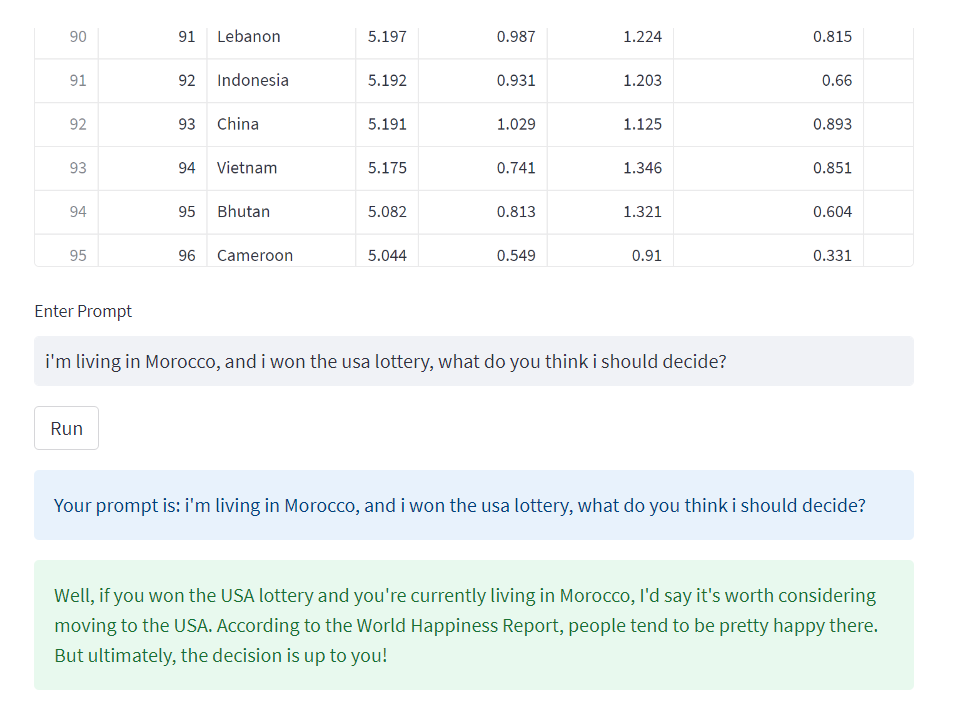 90 91 Lebanon 5.197 0.987 1.224 0.815
91 92 Indonesia 5.192 0.931 1.203 0.66
92 93 China 5.191 1.029 1.125 0.893
93 94 Vietnam 5.175 0.741 1.346 0.851
94 95 Bhutan 5.082 0.813 1.321 0.604
95 96 Cameroon 5.044 0.549 0.91 0.331
Enter Prompt
i'm living in Morocco, and i won the usa lottery, what do you think i should decide?
Run
Your prompt is: i'm living in Morocco, and i won the usa lottery, what do you think i should decide?
Well, if you won the USA lottery and you're currently living in Morocco, I'd say it's worth considering
moving to the USA. According to the World Happiness Report, people tend to be pretty happy there.
But ultimately, the decision is up to you!